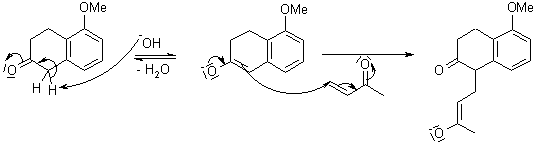 OMe OMe OMe
⁻OH
- H₂O
O H H
O O
O
O